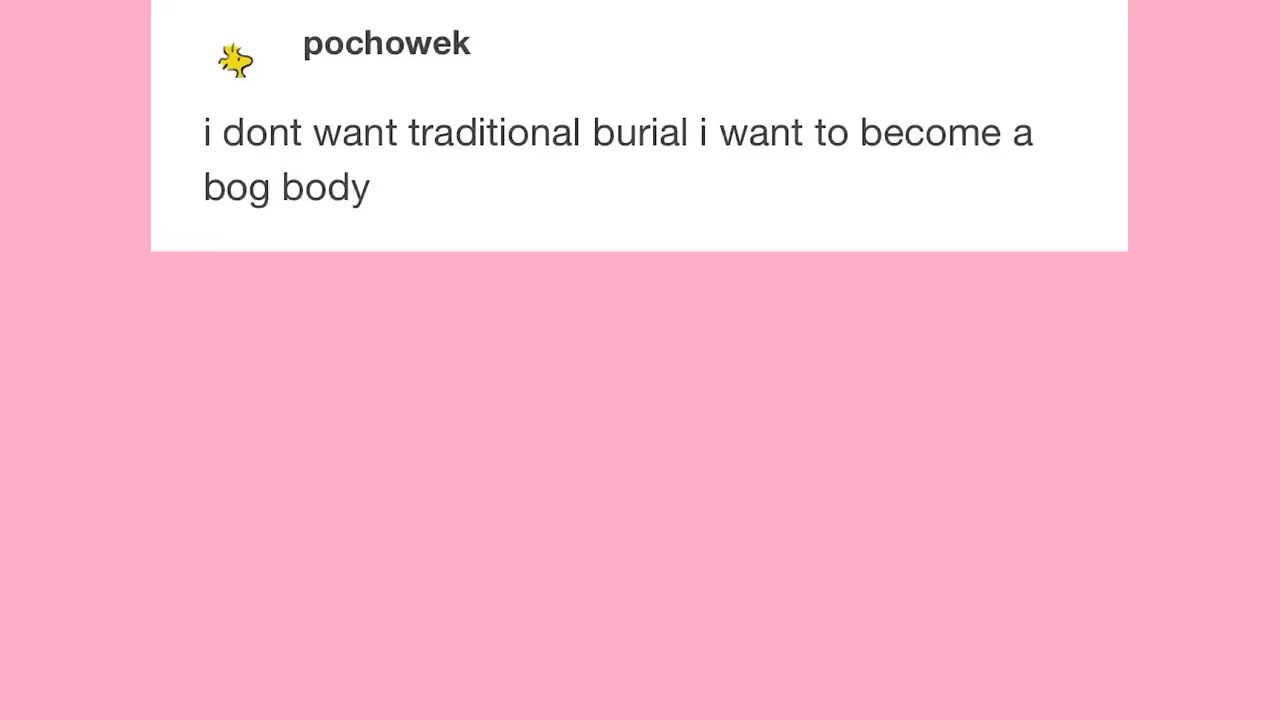 pochowek
i dont want traditional burial i want to become a
bog body